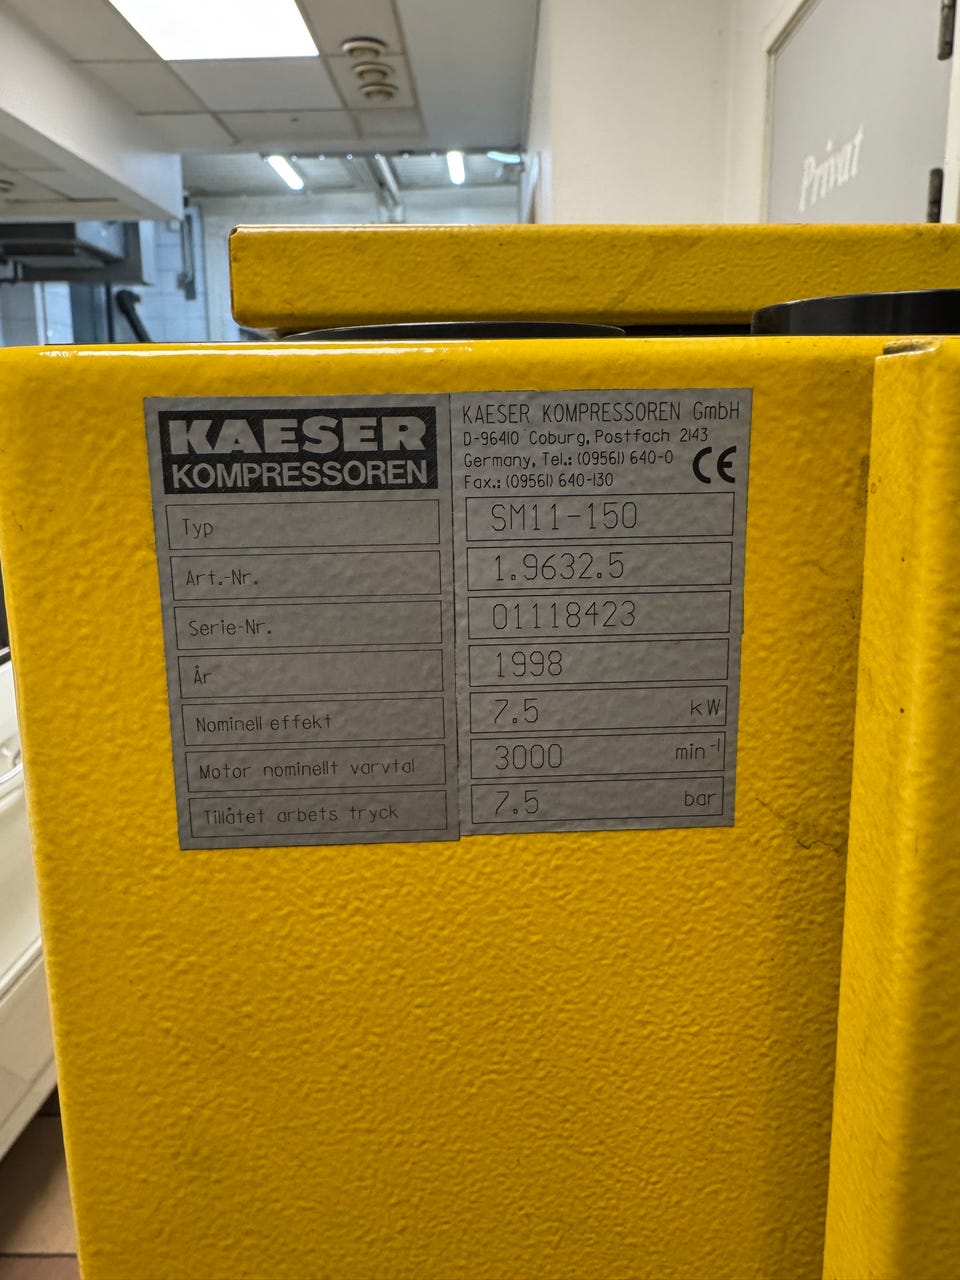 Privat
KAESER
KOMPRESSOREN
KAESER KOMPRESSOREN GmbH
D-96410 Coburg, Postfach 2143
Germany, Tel.: (09561) 640-0
Fax.: (09561) 640-130
CE
Typ SM11-150
Art.-Nr. 1.9632.5
Serie-Nr. 01118423
År 1998
Nominell effekt 7.5 kW
Motor nominellt varvtal 3000 min⁻¹
Tillåtet arbets tryck 7.5 bar